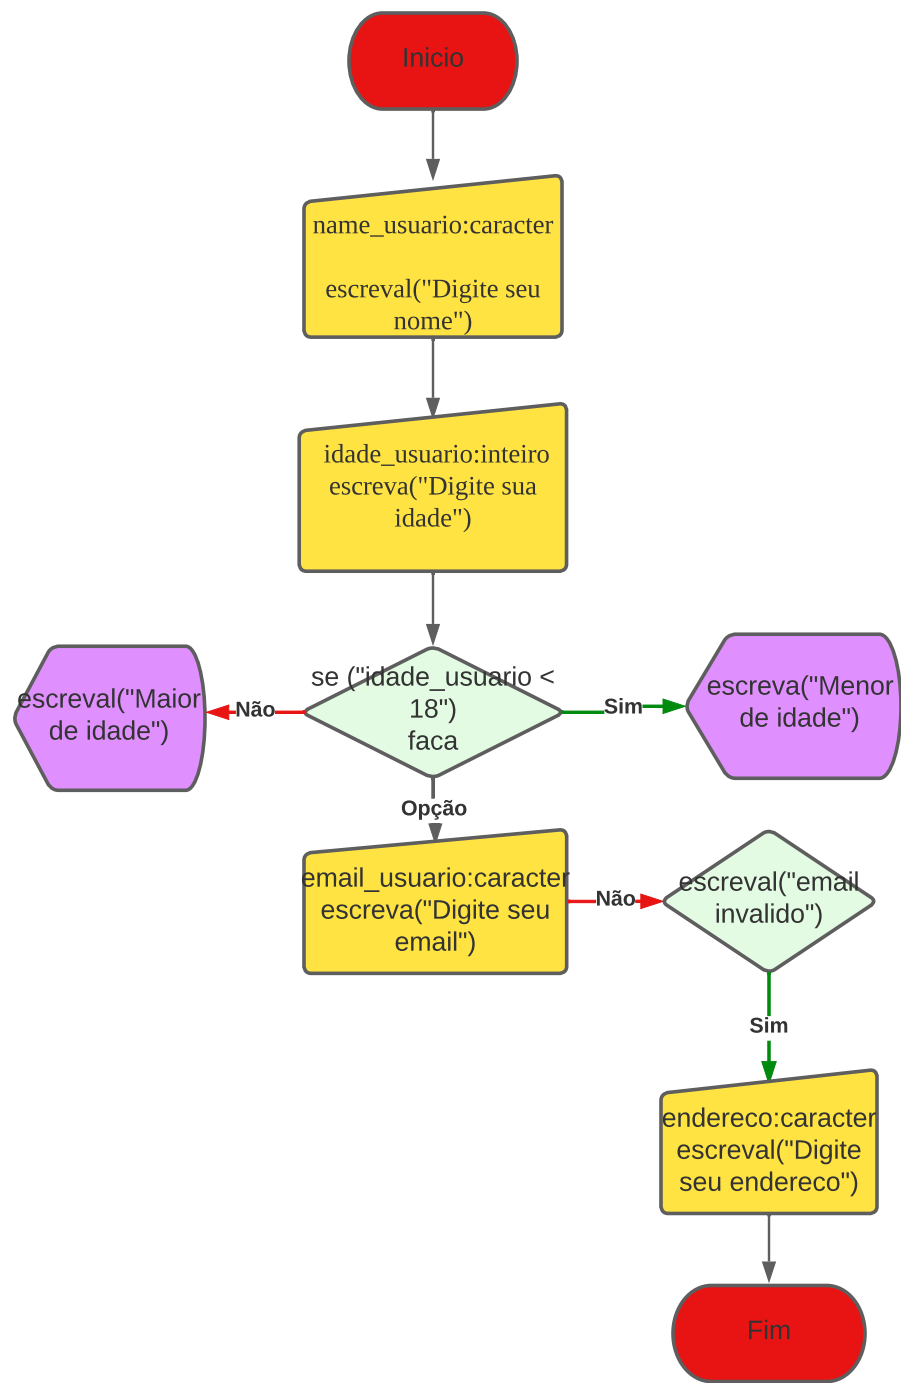 Inicio
name_usuario:caracter
escreval("Digite seu
nome")
idade_usuario:inteiro
escreva("Digite sua
idade")
se ("idade_usuario <
18")
faca
Não
escreval("Maior
de idade")
Sim
escreva("Menor
de idade")
Opção
email_usuario:caracter
escreva("Digite seu
email")
Não
escreval("email
invalido")
Sim
endereco:caracter
escreval("Digite
seu endereco")
Fim